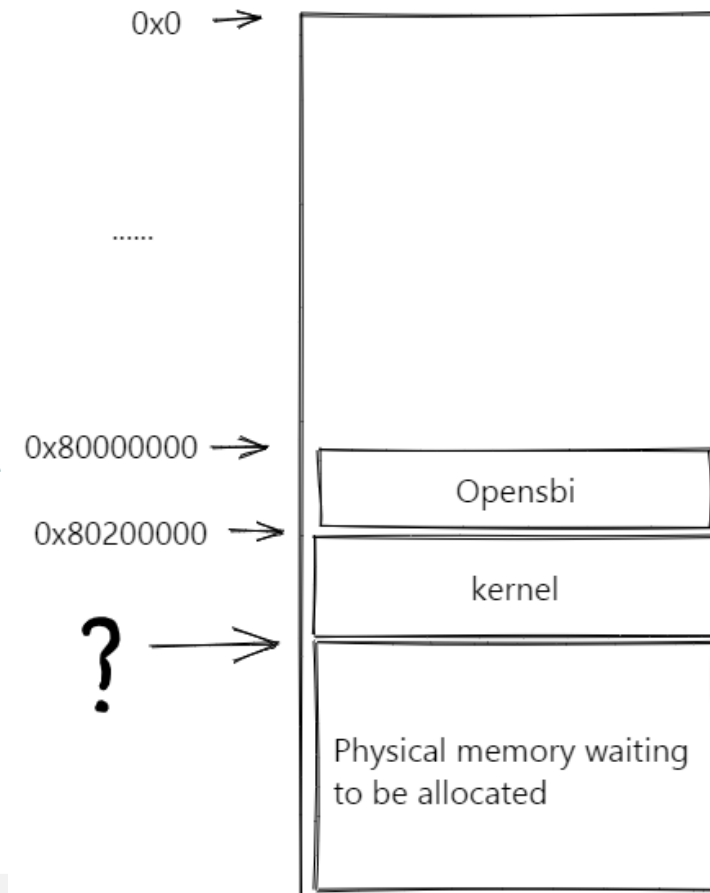 0x0
......
0x80000000
Opensbi
0x80200000
kernel
?
Physical memory waiting
to be allocated